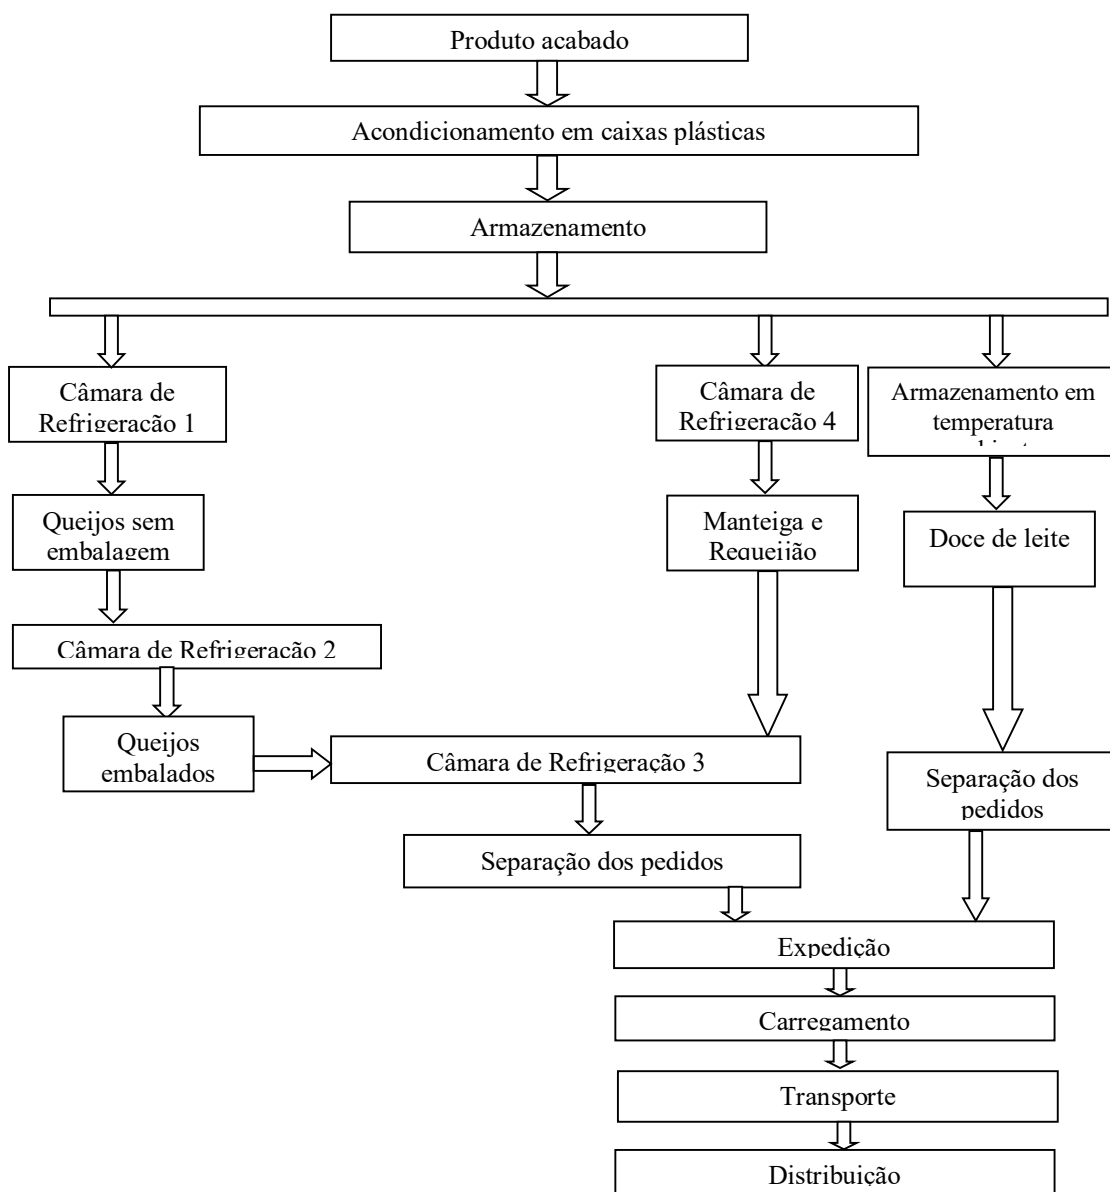 Produto acabado
Acondicionamento em caixas plásticas
Armazenamento
Câmara de
Refrigeração 1
Câmara de
Refrigeração 4
Armazenamento em
temperatura
Queijos sem
embalagem
Manteiga e
Requeijão
Doce de leite
Câmara de Refrigeração 2
Queijos
embalados
Câmara de Refrigeração 3
Separação dos
pedidos
Separação dos pedidos
Expedição
Carregamento
Transporte
Distribuição